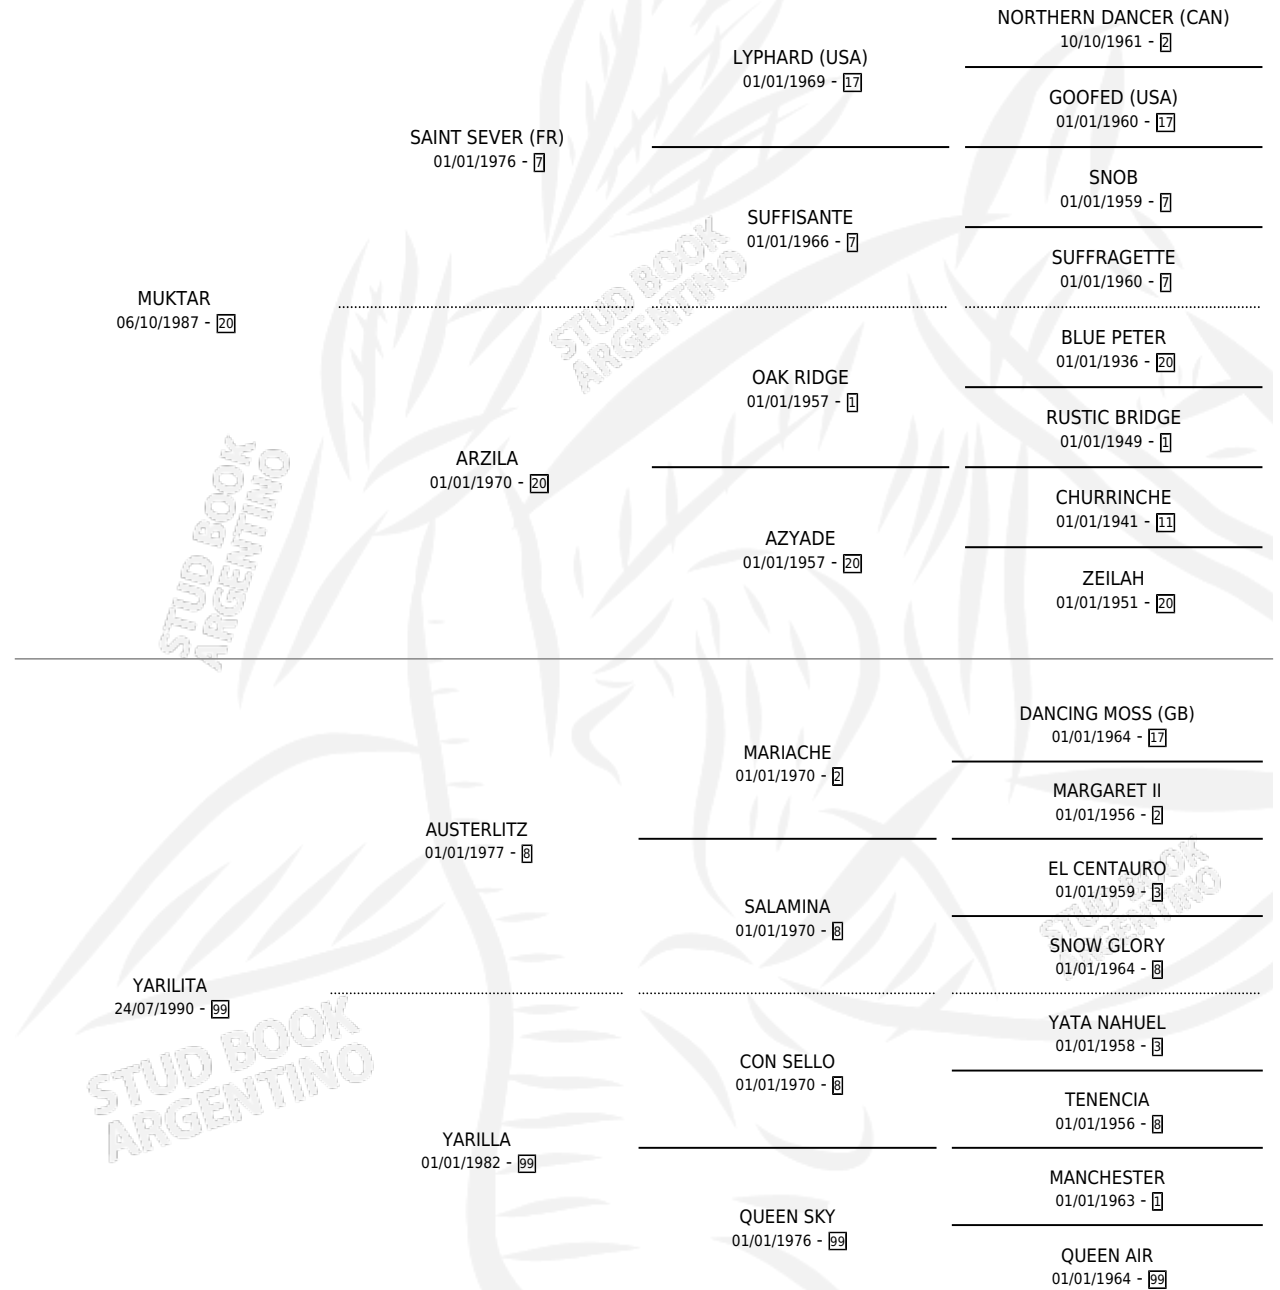 NORTHERN DANCER (CAN)
10/10/1961 - 2
LYPHARD (USA)
01/01/1969 - 17
GOOFED (USA)
01/01/1960 - 17
SAINT SEVER (FR)
01/01/1976 - 7
SNOB
01/01/1959 - 7
SUFFISANTE
01/01/1966 - 7
SUFFRAGETTE
01/01/1960 - 7
MUKTAR
06/10/1987 - 20
BLUE PETER
01/01/1936 - 20
OAK RIDGE
01/01/1957 - 1
RUSTIC BRIDGE
01/01/1949 - 1
ARZILA
01/01/1970 - 20
CHURRINCHE
01/01/1941 - 11
AZYADE
01/01/1957 - 20
ZEILAH
01/01/1951 - 20
STUD BOOK
ARGENTINO
STUD BOOK
ARGENTINO
DANCING MOSS (GB)
01/01/1964 - 17
MARIACHE
01/01/1970 - 2
MARGARET II
01/01/1956 - 2
AUSTERLITZ
01/01/1977 - 8
EL CENTAURO
01/01/1959 - 3
SALAMINA
01/01/1970 - 8
SNOW GLORY
01/01/1964 - 8
YARILITA
24/07/1990 - 99
YATA NAHUEL
01/01/1958 - 3
CON SELLO
01/01/1970 - 8
TENENCIA
01/01/1956 - 8
YARILLA
01/01/1982 - 99
MANCHESTER
01/01/1963 - 1
QUEEN SKY
01/01/1976 - 99
QUEEN AIR
01/01/1964 - 99
STUD BOOK
ARGENTINO
STUD BOOK
ARGENTINO